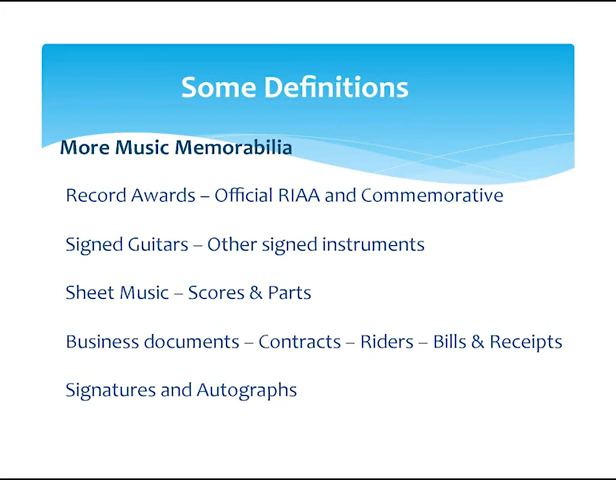 Some Definitions
More Music Memorabilia
Record Awards – Official RIAA and Commemorative
Signed Guitars – Other signed instruments
Sheet Music – Scores & Parts
Business documents – Contracts – Riders – Bills & Receipts
Signatures and Autographs